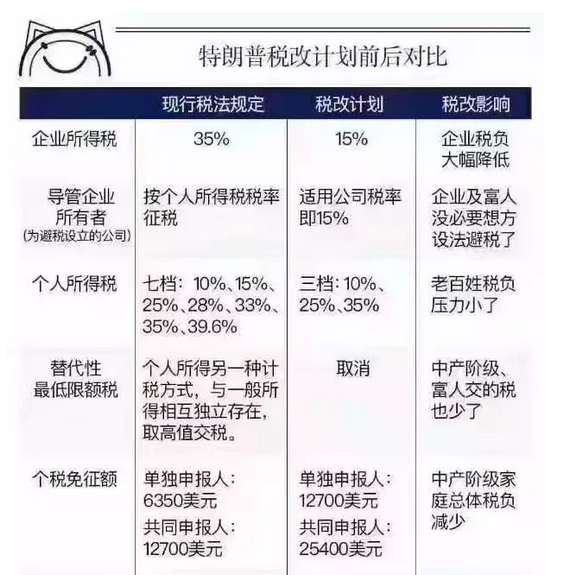 特朗普税改计划前后对比
现行税法规定 税改计划 税改影响
企业所得税 35% 15% 企业税负
大幅降低
导管企业
所有者
(为避税设立的公司)
按个人所得税税率
征税
适用公司税率
即15%
企业及富人
没必要想方
设法避税了
个人所得税
七档：10%、15%、
25%、28%、33%、
35%、39.6%
三档：10%、
25%、35%
老百姓税负
压力小了
替代性
最低限额税
个人所得另一种计
税方式，与一般所
得相互独立存在，
取高值交税。
取消
中产阶级、
富人交的税
也少了
个税免征额
单独申报人：
6350美元
共同申报人：
12700美元
单独申报人：
12700美元
共同申报人：
25400美元
中产阶级家
庭总体税负
减少